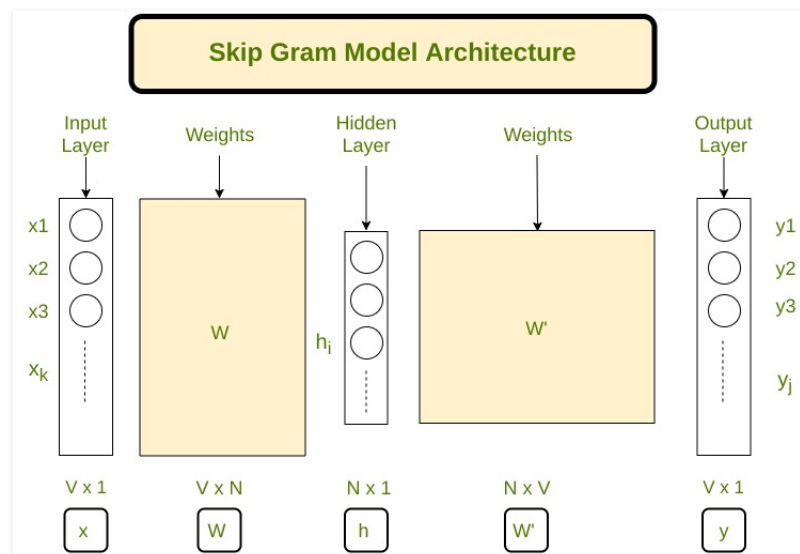 Skip Gram Model Architecture
Input
Layer
Weights
Hidden
Layer
Weights
Output
Layer
x1
x2
x3
xk
W
hi
W'
y1
y2
y3
yj
V x 1
V x N
N x 1
N x V
V x 1
x
W
h
W'
y